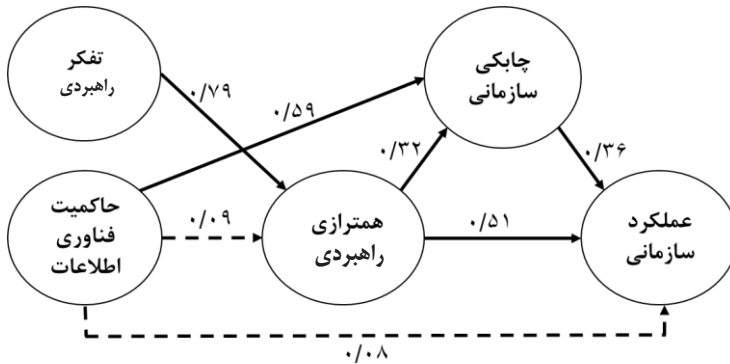 تفکر
راهبردی
چابکی
سازمانی
۰/۷۹
۰/۵۹
۰/۳۲
۰/۳۶
حاکمیت
فناوری
اطلاعات
۰/۰۹
همترازی
راهبردی
۰/۵۱
عملکرد
سازمانی
۰/۰۸